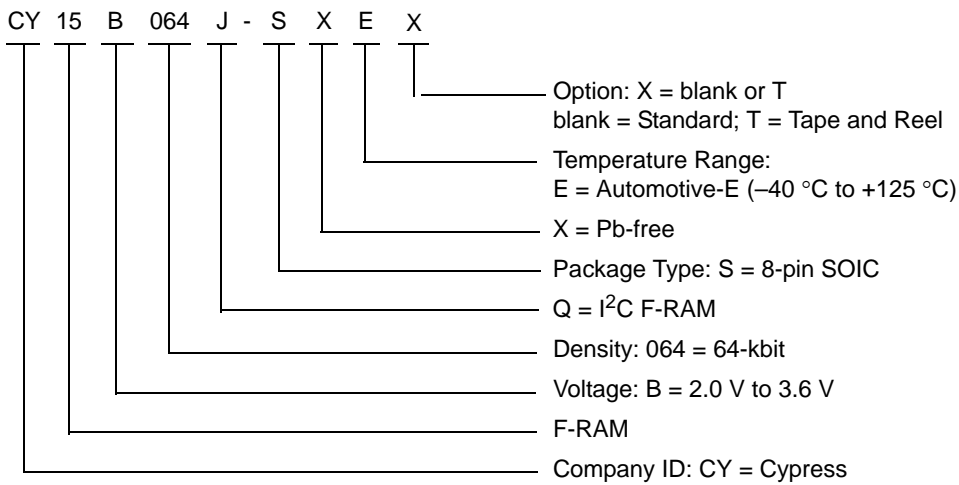 CY 15 B 064 J - S X E X
Option: X = blank or T
blank = Standard; T = Tape and Reel
Temperature Range:
E = Automotive-E (–40 °C to +125 °C)
X = Pb-free
Package Type: S = 8-pin SOIC
Q = I²C F-RAM
Density: 064 = 64-kbit
Voltage: B = 2.0 V to 3.6 V
F-RAM
Company ID: CY = Cypress